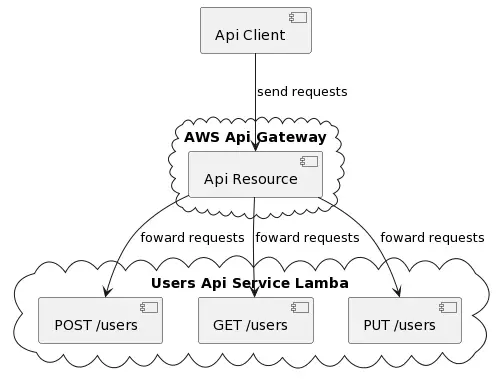 Api Client
send requests
AWS Api Gateway
Api Resource
foward requests foward requests foward requests
Users Api Service Lamba
POST /users GET /users PUT /users